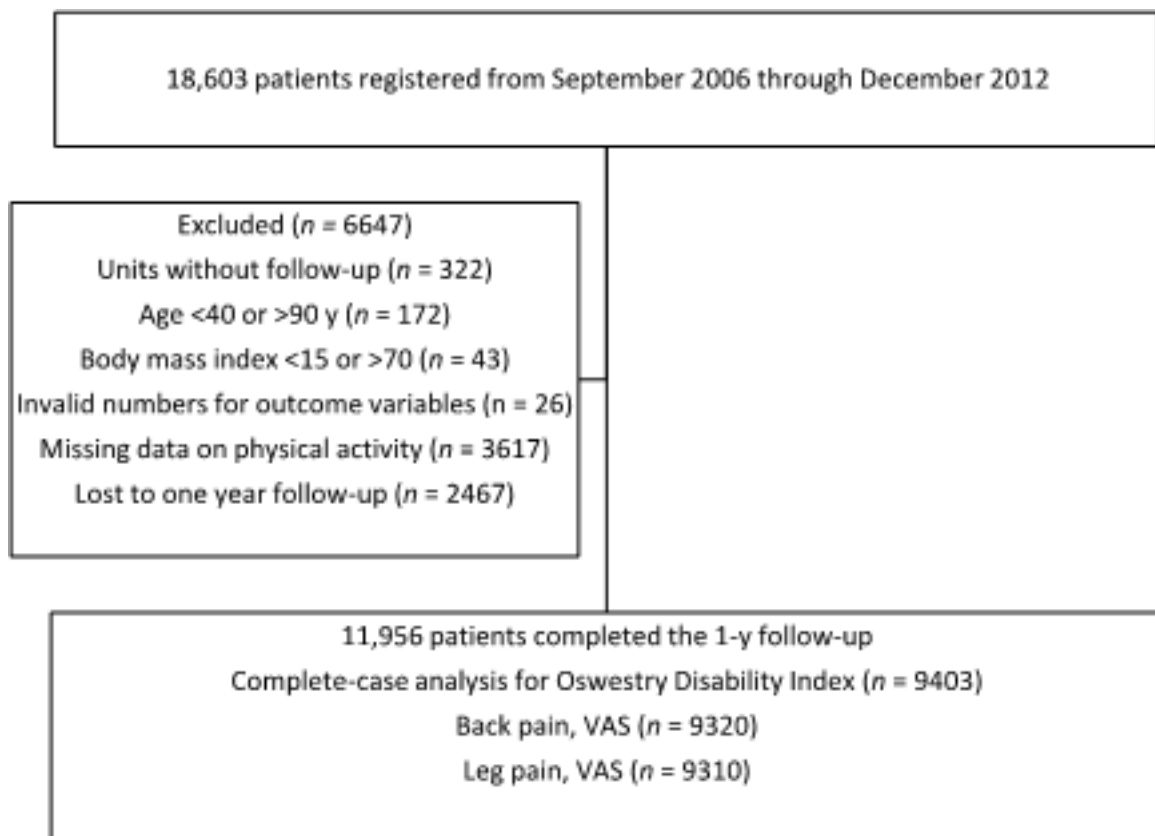 18,603 patients registered from September 2006 through December 2012
Excluded (n = 6647)
Units without follow-up (n = 322)
Age <40 or >90 y (n = 172)
Body mass index <15 or >70 (n = 43)
Invalid numbers for outcome variables (n = 26)
Missing data on physical activity (n = 3617)
Lost to one year follow-up (n = 2467)
11,956 patients completed the 1-y follow-up
Complete-case analysis for Oswestry Disability Index (n = 9403)
Back pain, VAS (n = 9320)
Leg pain, VAS (n = 9310)